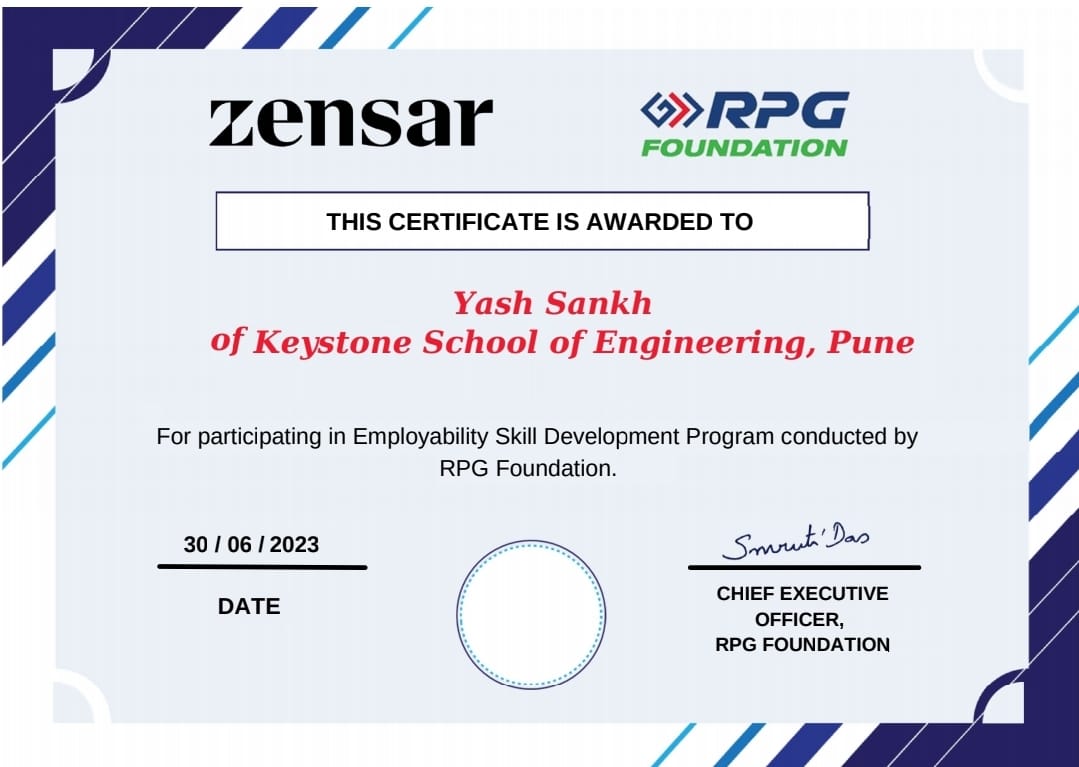 zensar
RPG
FOUNDATION
THIS CERTIFICATE IS AWARDED TO
Yash Sankh
of Keystone School of Engineering, Pune
For participating in Employability Skill Development Program conducted by
RPG Foundation.
30 / 06 / 2023
Smruti Das
DATE
CHIEF EXECUTIVE
OFFICER,
RPG FOUNDATION